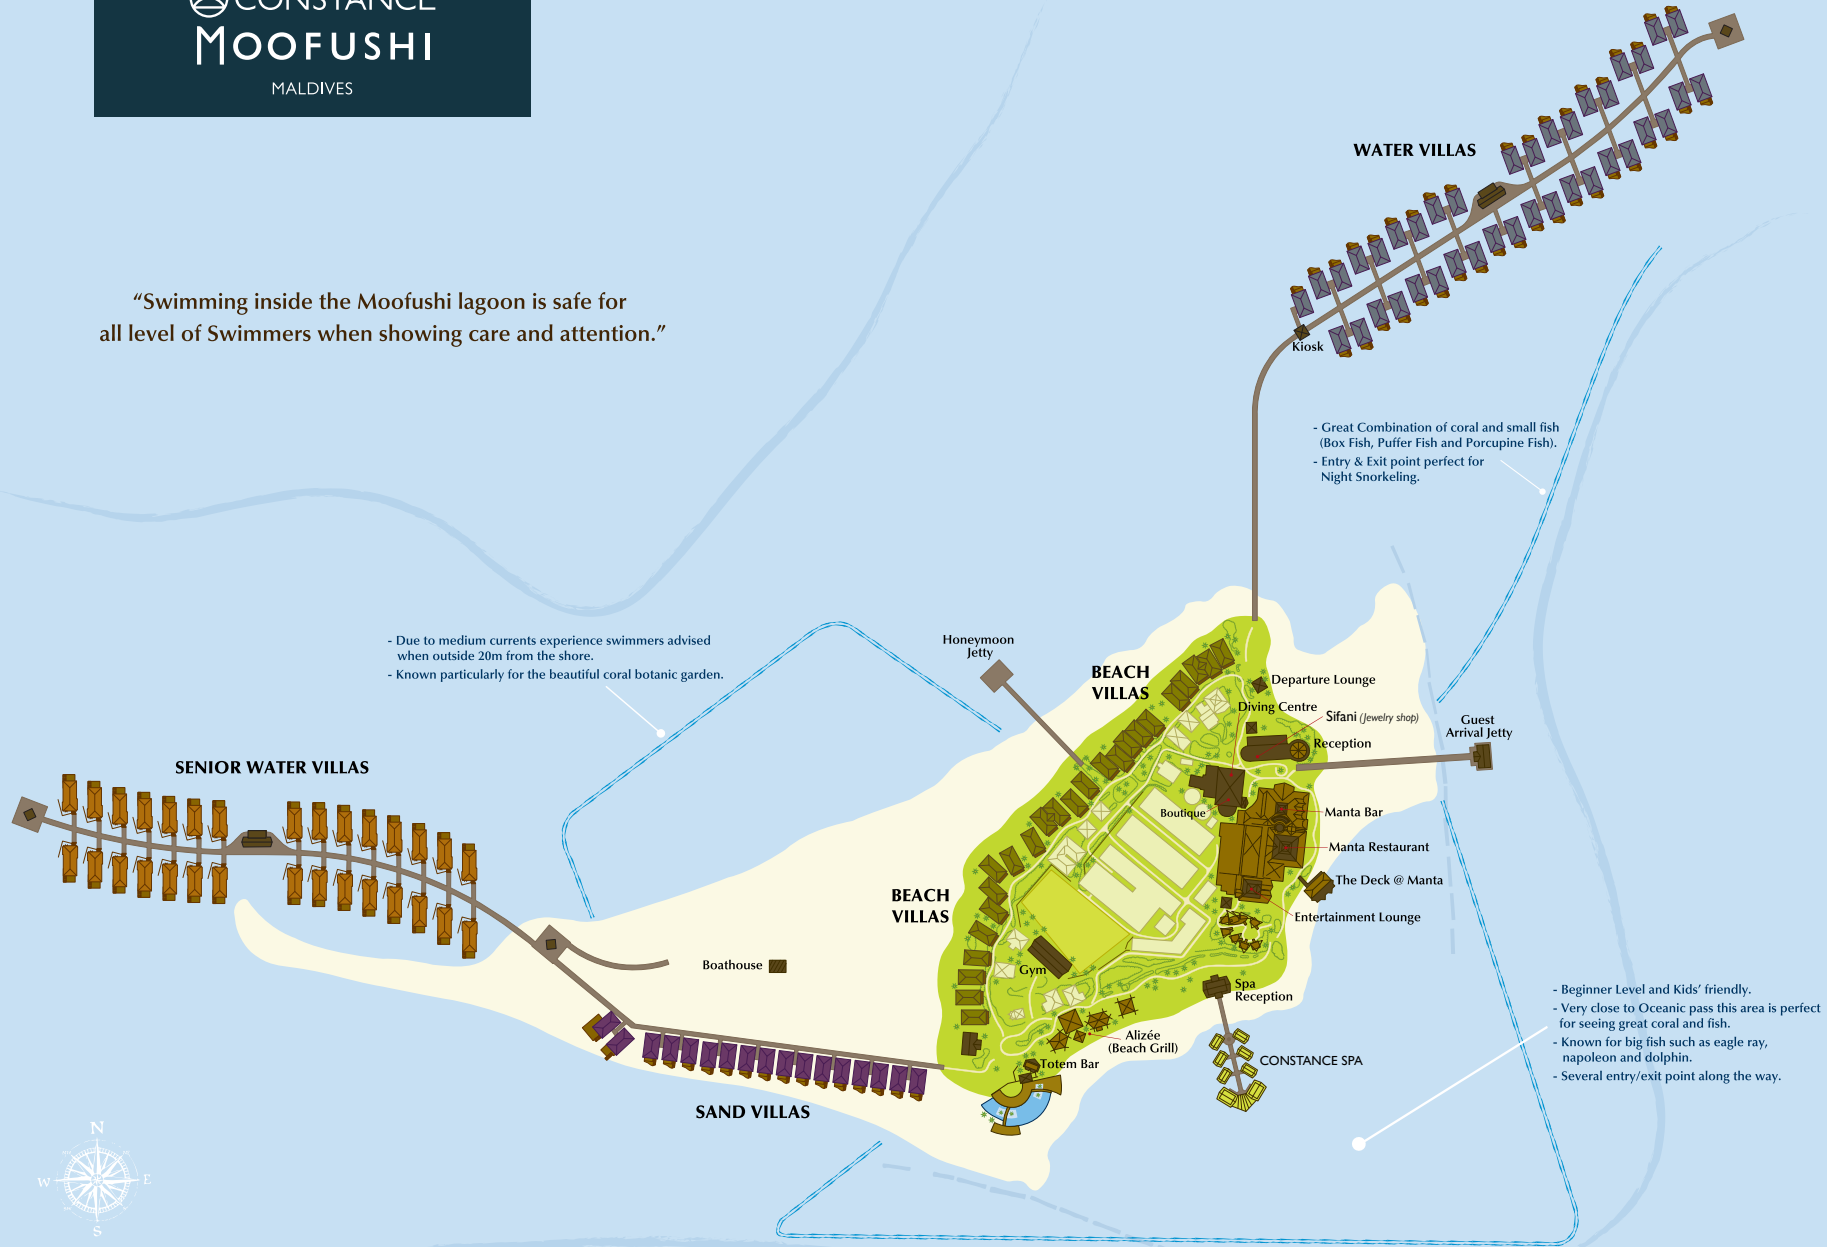 CONSTANCE
MOOFUSHI
MALDIVES
WATER VILLAS
“Swimming inside the Moofushi lagoon is safe for
all level of Swimmers when showing care and attention.”
Kiosk
- Great Combination of coral and small fish
(Box Fish, Puffer Fish and Porcupine Fish).
- Entry & Exit point perfect for
Night Snorkeling.
- Due to medium currents experience swimmers advised
when outside 20m from the shore.
- Known particularly for the beautiful coral botanic garden.
Honeymoon
Jetty
BEACH
VILLAS
Departure Lounge
Diving Centre
Sifani (Jewelry shop)
Guest
Arrival Jetty
Reception
SENIOR WATER VILLAS
Boutique
Manta Bar
Manta Restaurant
The Deck @ Manta
BEACH
VILLAS
Entertainment Lounge
Boathouse
Gym
Spa
Reception
- Beginner Level and Kids’ friendly.
- Very close to Oceanic pass this area is perfect
for seeing great coral and fish.
- Known for big fish such as eagle ray,
napoleon and dolphin.
- Several entry/exit point along the way.
Alizée
(Beach Grill)
Totem Bar
CONSTANCE SPA
SAND VILLAS
N
W
E
S